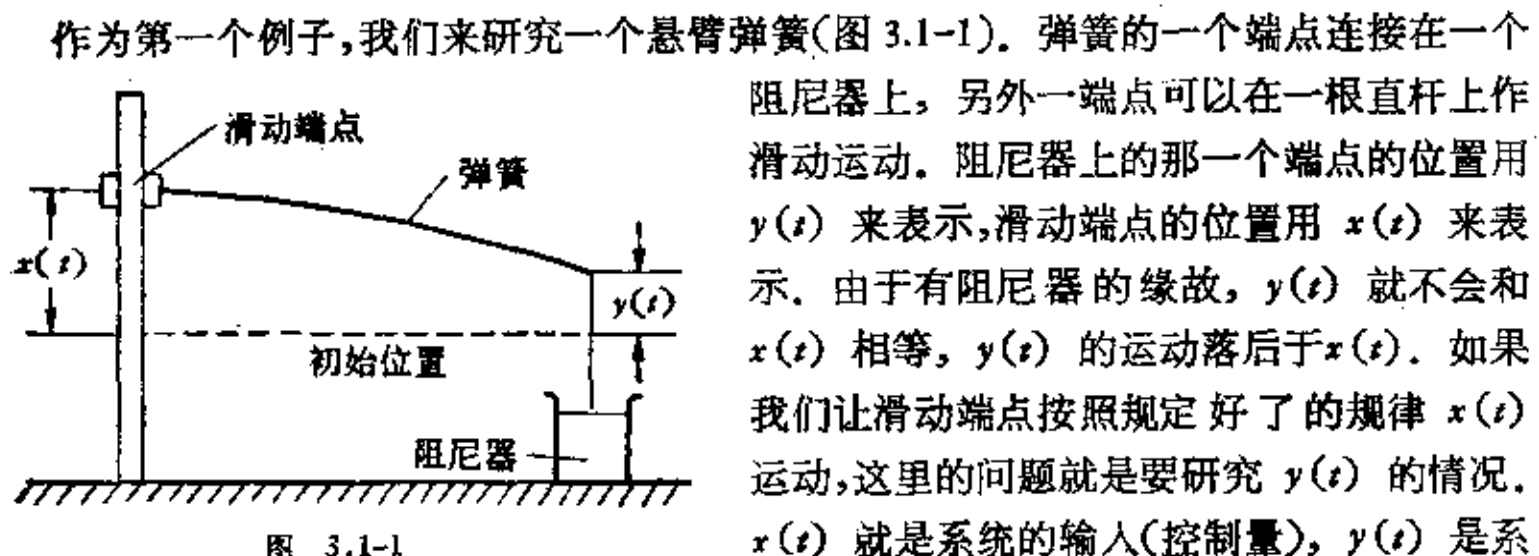 作为第一个例子,我们来研究一个悬臂弹簧(图 3.1-1). 弹簧的一个端点连接在一个
阻尼器上, 另外一端点可以在一根直杆上作
滑动运动. 阻尼器上的那一个端点的位置用
y(t) 来表示,滑动端点的位置用 x(t) 来表
示. 由于有阻尼器的缘故, y(t) 就不会和
x(t) 相等, y(t) 的运动落后于x(t). 如果
我们让滑动端点按照规定好了的规律 x(t)
运动,这里的问题就是要研究 y(t) 的情况.
x(t) 就是系统的输入(控制量), y(t) 是系
滑动端点
弹簧
x(t)
y(t)
初始位置
阻尼器
图 3.1-1